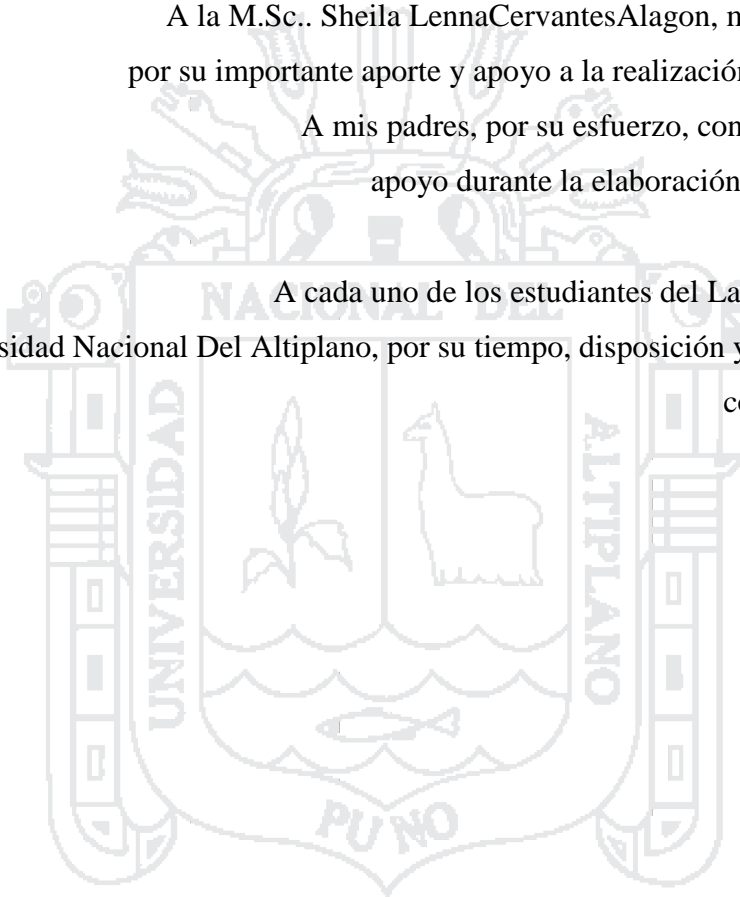 A la M.Sc.. Sheila LennaCervantesAlagon,
por su importante aporte y apoyo a la realización
A mis padres, por su esfuerzo,
apoyo durante la elaboración
A cada uno de los estudiantes del
Nacional Del Altiplano, por su tiempo, disposición y
UNIVERSIDAD
NACIONAL DEL
ALTIPLANO
PUNO